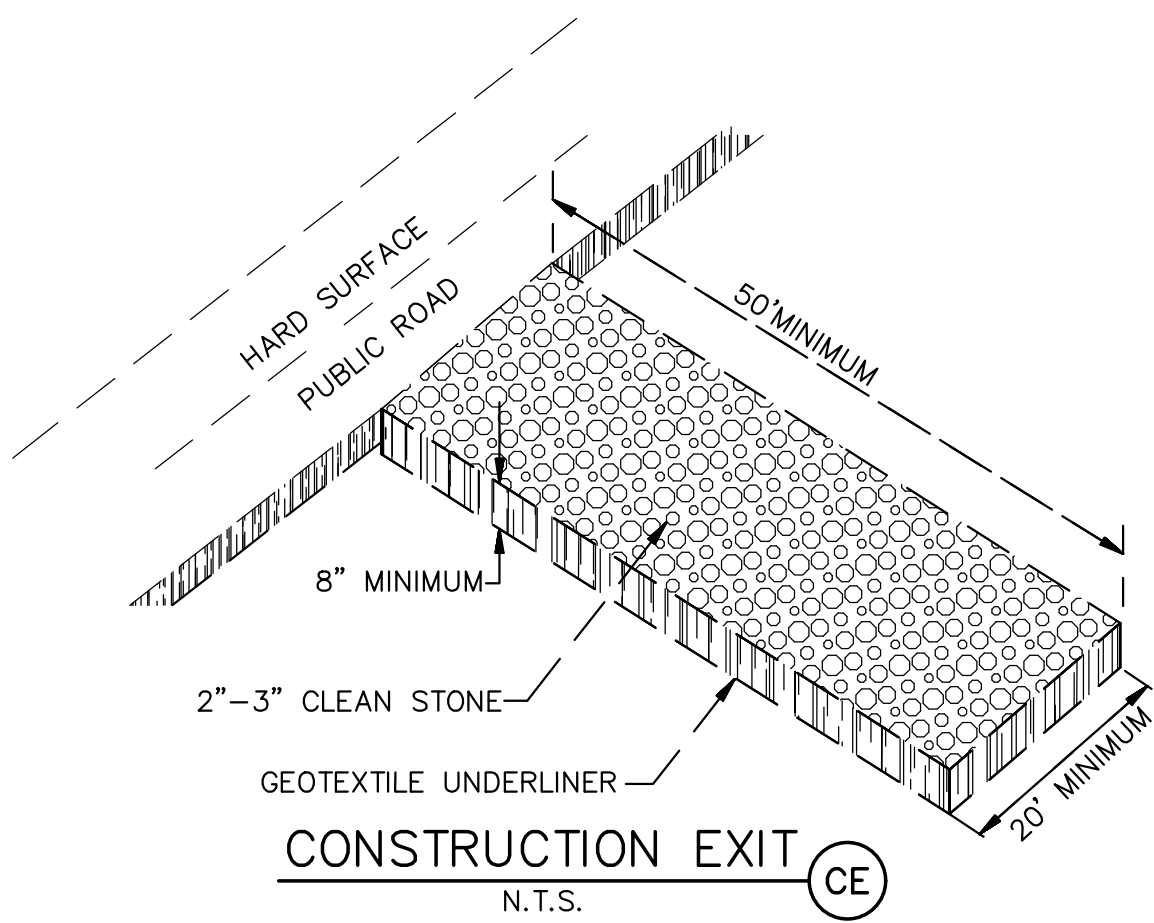 HARD SURFACE
PUBLIC ROAD
50'MINIMUM
8" MINIMUM
2"-3" CLEAN STONE
GEOTEXTILE UNDERLINER
20' MINIMUM
CONSTRUCTION EXIT
CE
N.T.S.